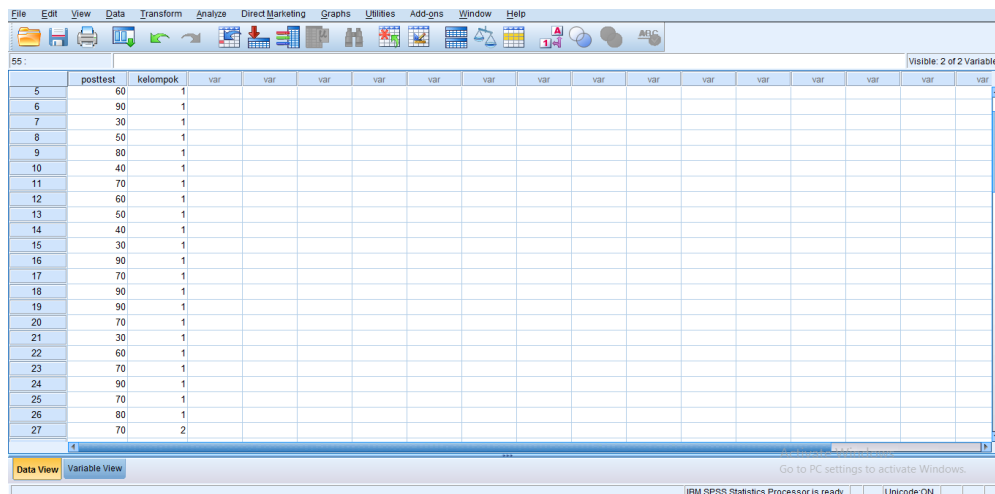 File Edit View Data Transform Analyze Direct Marketing Graphs Utilities Add-ons Window Help
55 : Visible: 2 of 2 Variable
posttest kelompok var var var var var var var var var var var var var var var var
5 60 1
6 90 1
7 30 1
8 50 1
9 80 1
10 40 1
11 70 1
12 60 1
13 50 1
14 40 1
15 30 1
16 90 1
17 70 1
18 90 1
19 90 1
20 70 1
21 30 1
22 60 1
23 70 1
24 90 1
25 70 1
26 80 1
27 70 2
Data View Variable View
Go to PC settings to activate Windows.
IBM SPSS Statistics Processor is ready Unicode:ON